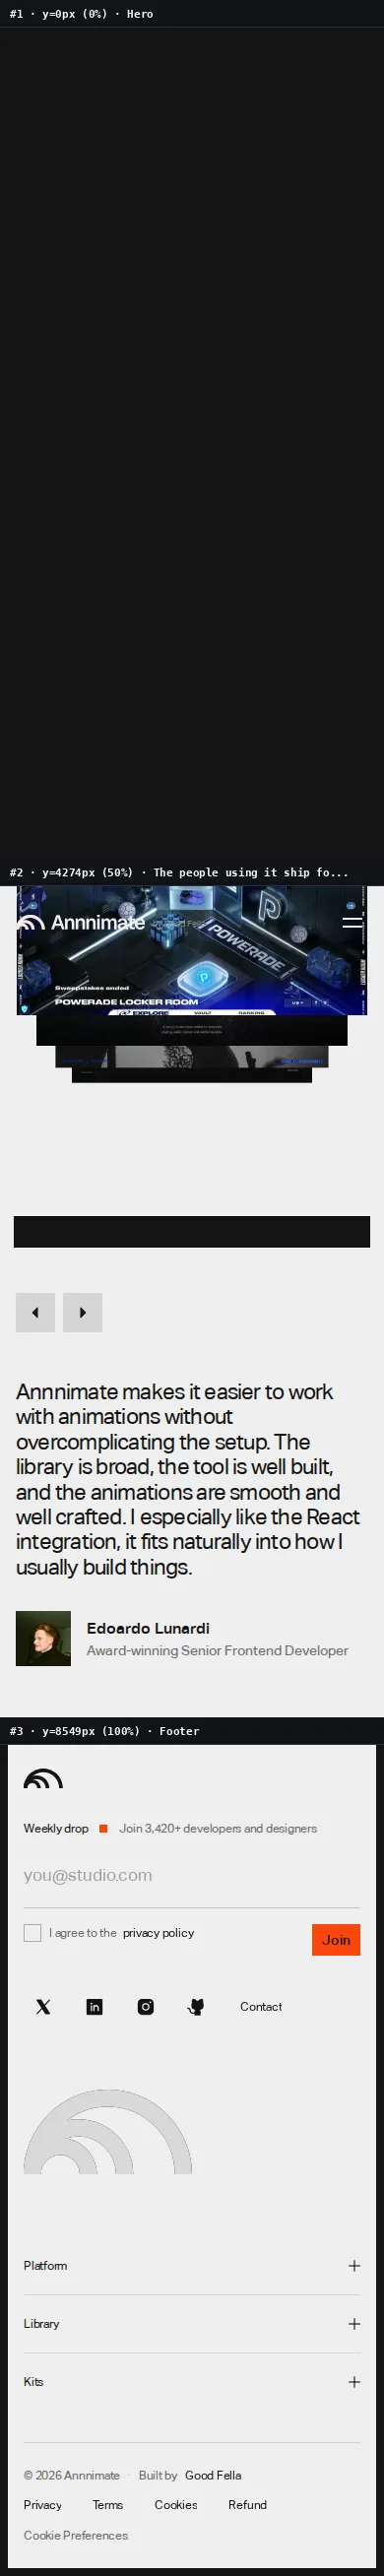 #1 · y=0px (0%) · Hero
#2 · y=4274px (50%) · The people using it ship fo...
Annnimate
POWERADE
Sweepstakes ended
POWERADE LOCKER ROOM
EXPLORE VAULT RANKING
Annnimate makes it easier to work
with animations without
overcomplicating the setup. The
library is broad, the tool is well built,
and the animations are smooth and
well crafted. I especially like the React
integration, it fits naturally into how I
usually build things.
Edoardo Lunardi
Award-winning Senior Frontend Developer
#3 · y=8549px (100%) · Footer
Weekly drop Join 3,420+ developers and designers
you@studio.com
I agree to the privacy policy
Join
Contact
Platform
Library
Kits
© 2026 Annnimate · Built by Good Fella
Privacy Terms Cookies Refund
Cookie Preferences